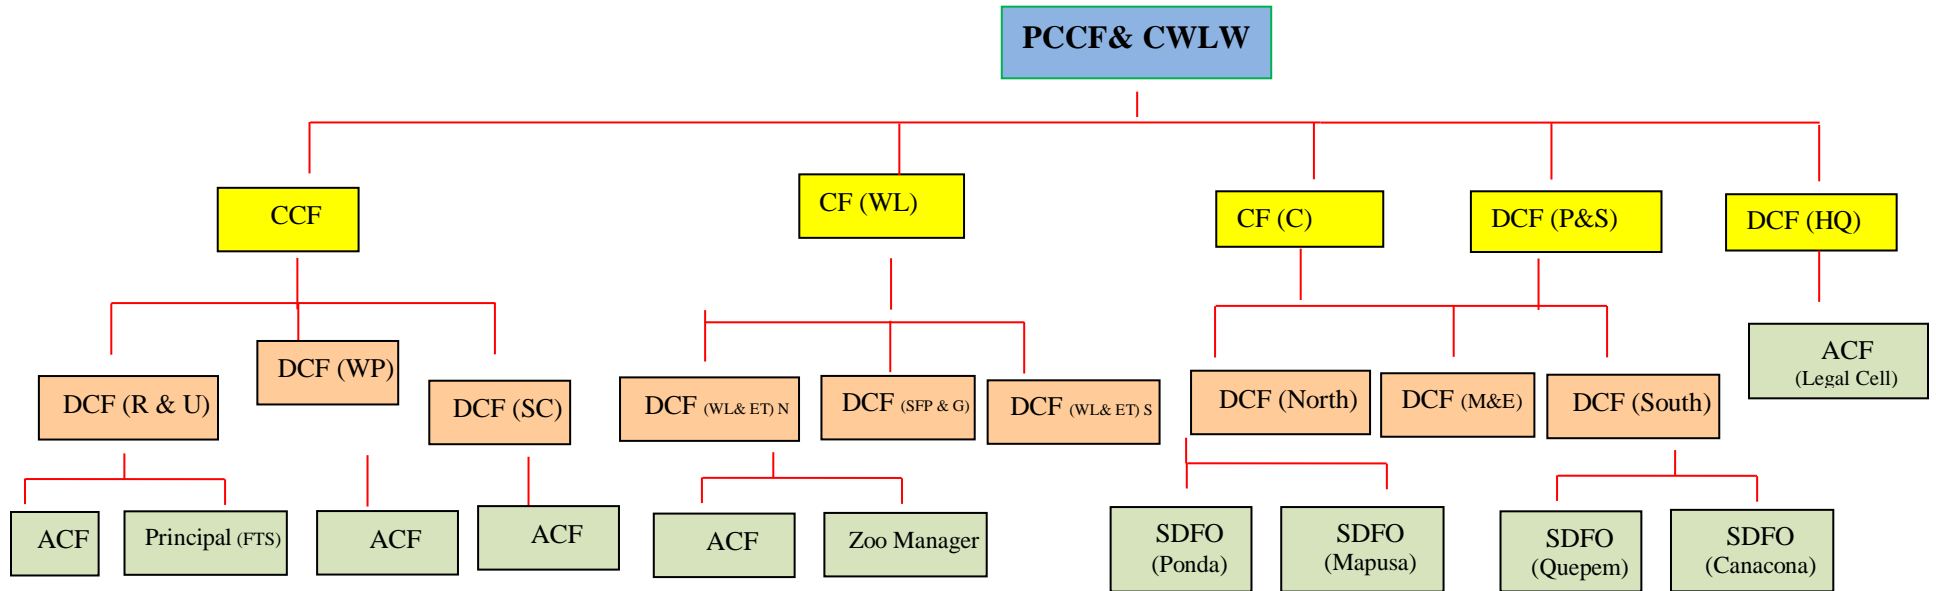 PCCF& CWLW
CCF
CF (WL)
CF (C)
DCF (P&S)
DCF (HQ)
DCF (R & U)
DCF (WP)
DCF (SC)
DCF (WL& ET) N
DCF (SFP & G)
DCF (WL& ET) S
DCF (North)
DCF (M&E)
DCF (South)
ACF
(Legal Cell)
ACF
Principal (FTS)
ACF
ACF
ACF
Zoo Manager
SDFO
(Ponda)
SDFO
(Mapusa)
SDFO
(Quepem)
SDFO
(Canacona)